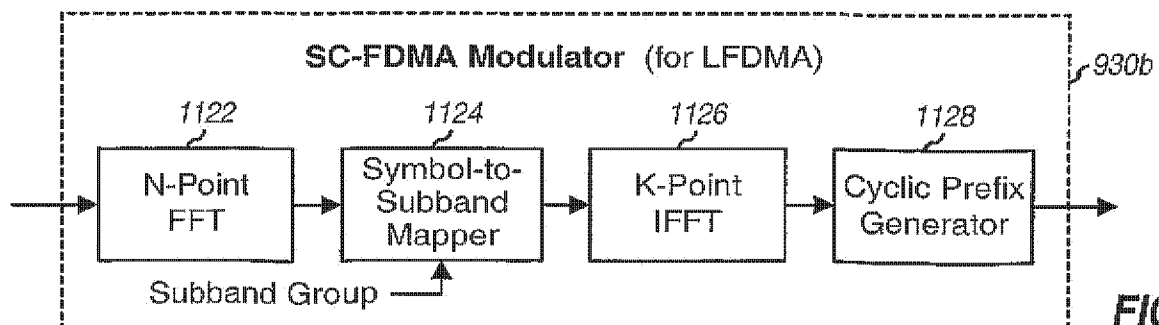 SC-FDMA Modulator (for LFDMA)
930b
1122
1124
1126
1128
N-Point
FFT
Symbol-to-
Subband
Mapper
K-Point
IFFT
Cyclic Prefix
Generator
Subband Group